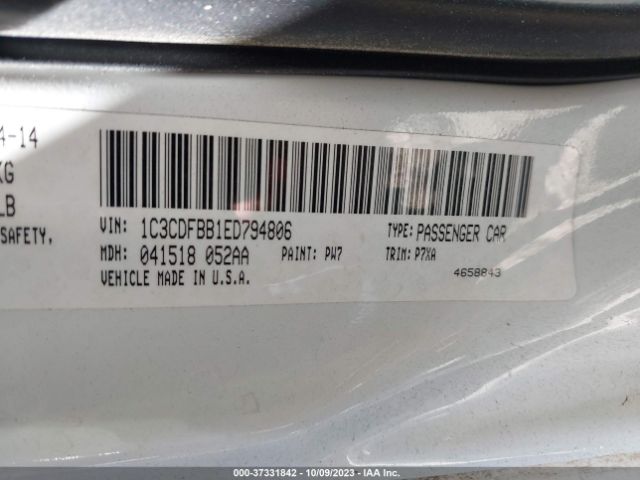 4-14
KG
LB
SAFETY,
VIN: 1C3CDFBB1ED794806 TYPE: PASSENGER CAR
MDH: 041518 052AA PAINT: PW7 TRIM: P7XA
VEHICLE MADE IN U.S.A. 4658843
000-37331842 - 10/09/2023 - IAA Inc.